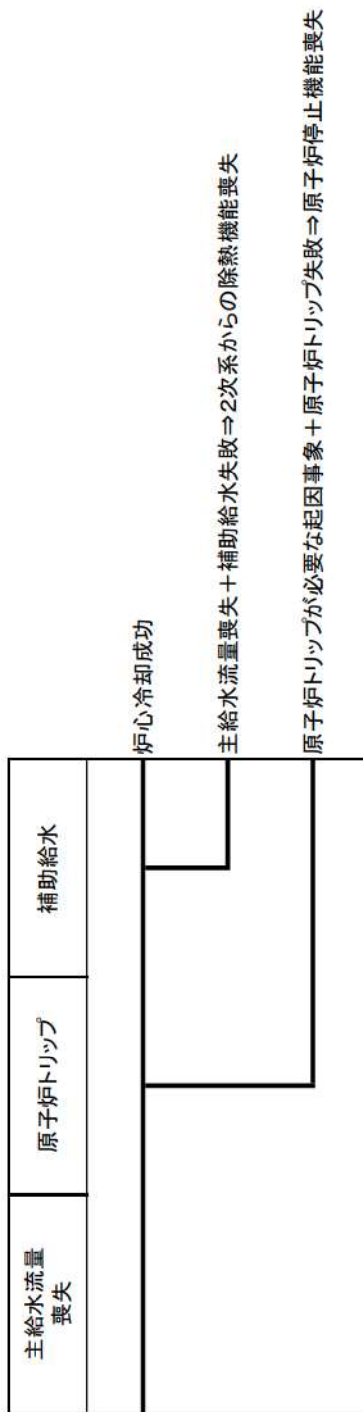 主給水流量
喪失
原子炉トリップ
補助給水
炉心冷却成功
主給水流量喪失＋補助給水失敗⇒2次系からの除熱機能喪失
原子炉トリップが必要な起因事象＋原子炉トリップ失敗⇒原子炉停止機能喪失